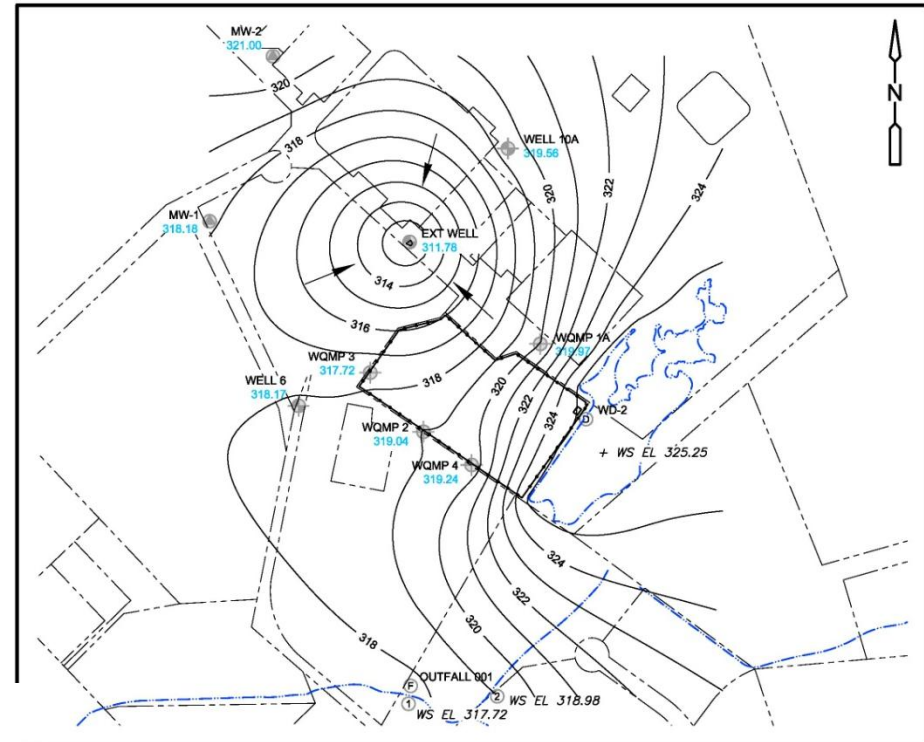 MW-2
321.00
N
320
318
WELL 10A
319.56
320
322
324
MW-1
318.18
EXT WELL
311.78
314
316
WQMP 1A
319.97
WQMP 3
317.72
318
320
322
324
WELL 6
318.17
WD-2
WQMP 2
319.04
+ WS EL 325.25
WQMP 4
319.24
324
322
320
318
OUTFALL 001
F
1
WS EL 317.72
2
WS EL 318.98